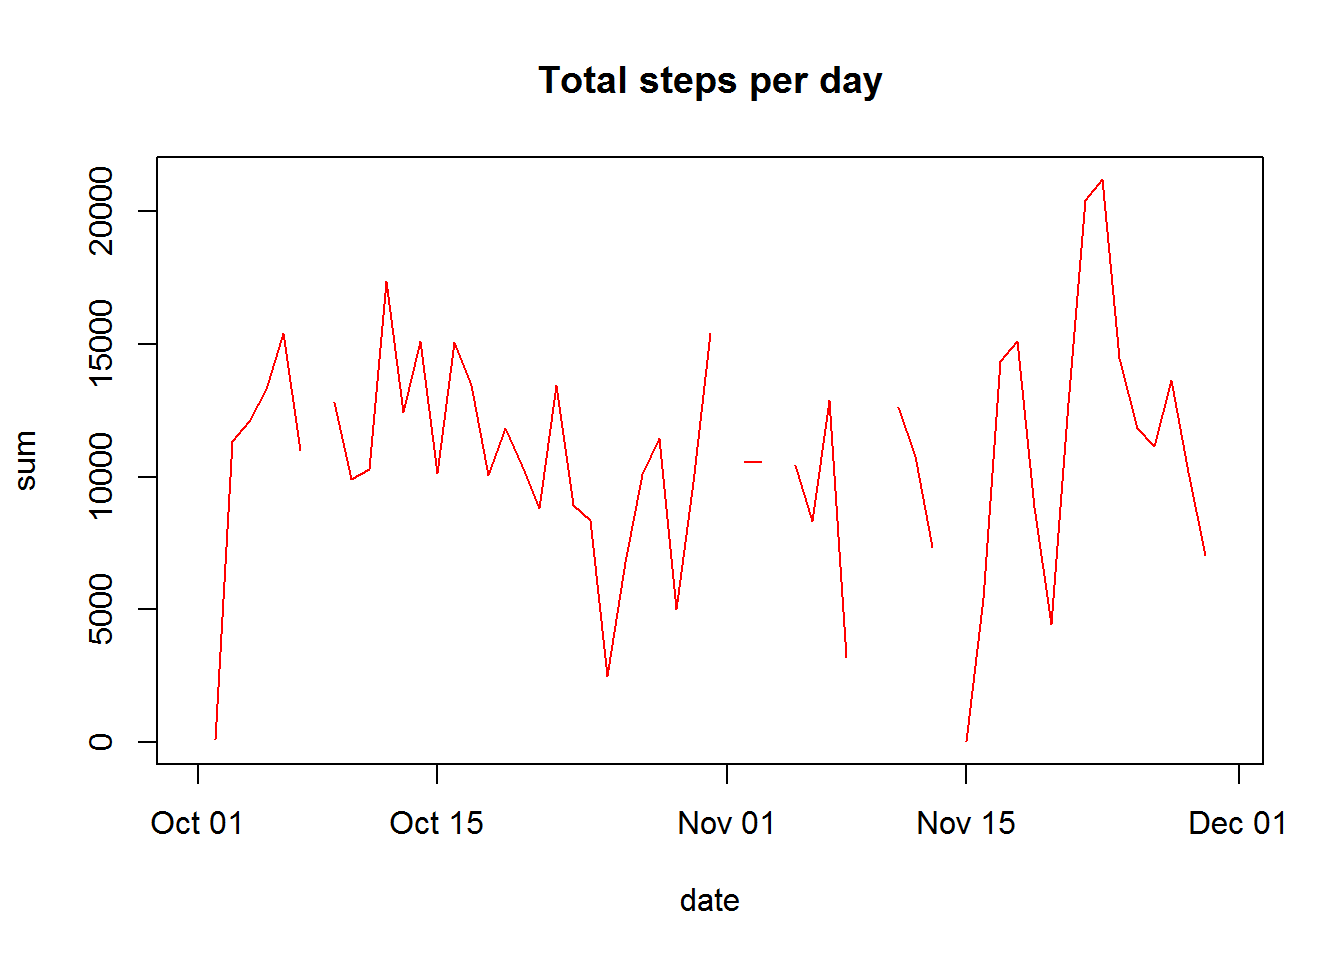 Total steps per day
sum
20000
15000
10000
5000
0
Oct 01
Oct 15
Nov 01
Nov 15
Dec 01
date